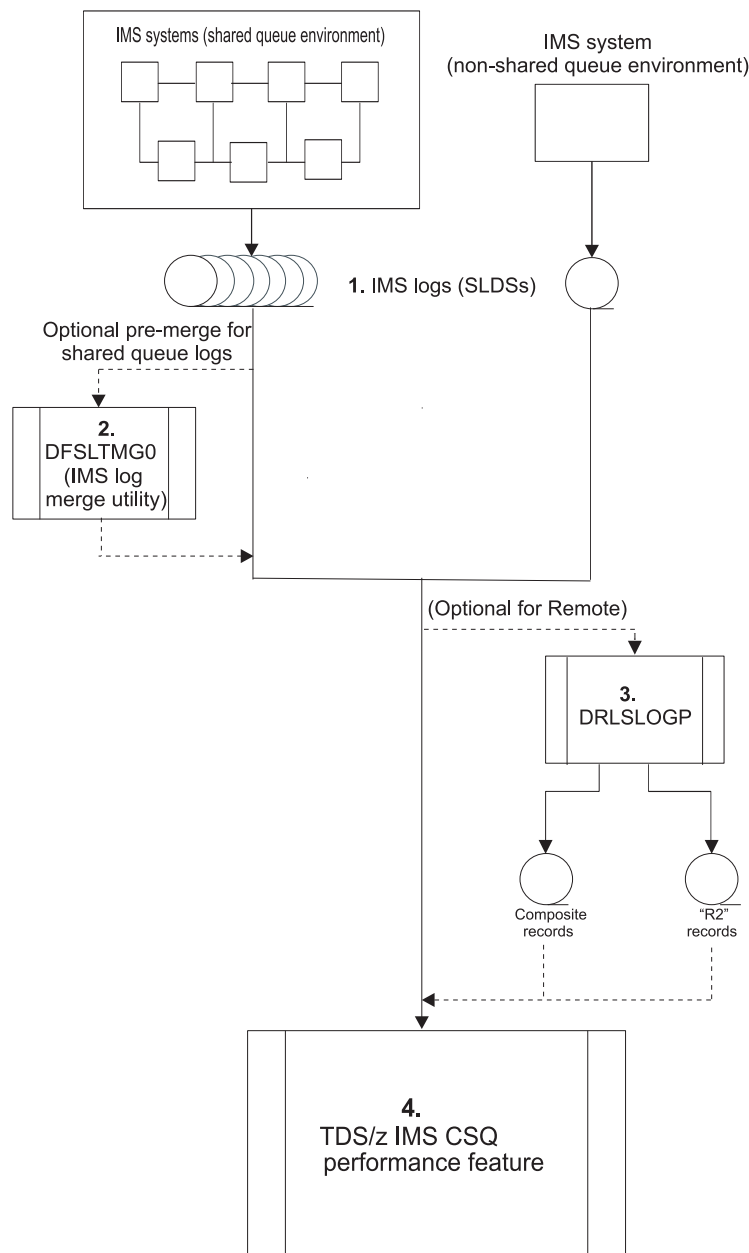 IMS systems (shared queue environment)
IMS system
(non-shared queue environment)
1. IMS logs (SLDSs)
Optional pre-merge for
shared queue logs
2.
DFSLTMG0
(IMS log
merge utility)
(Optional for Remote)
3.
DRLSLOGP
Composite
records
“R2”
records
4.
TDS/z IMS CSQ
performance feature